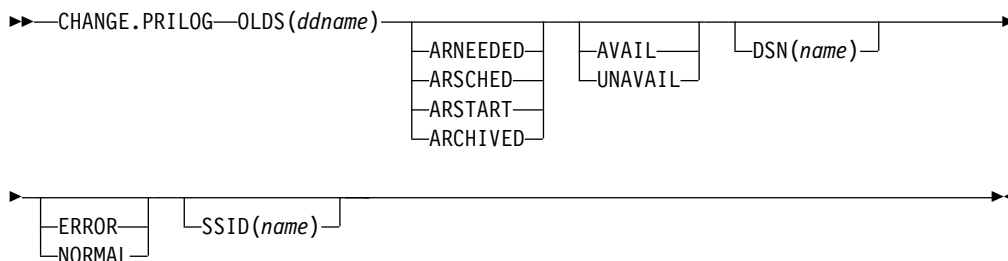 CHANGE.PRILOG OLDS(ddname)
ARNEEDED
ARSCHED
ARSTART
ARCHIVED
AVAIL
UNAVAIL
DSN(name)
ERROR
NORMAL
SSID(name)